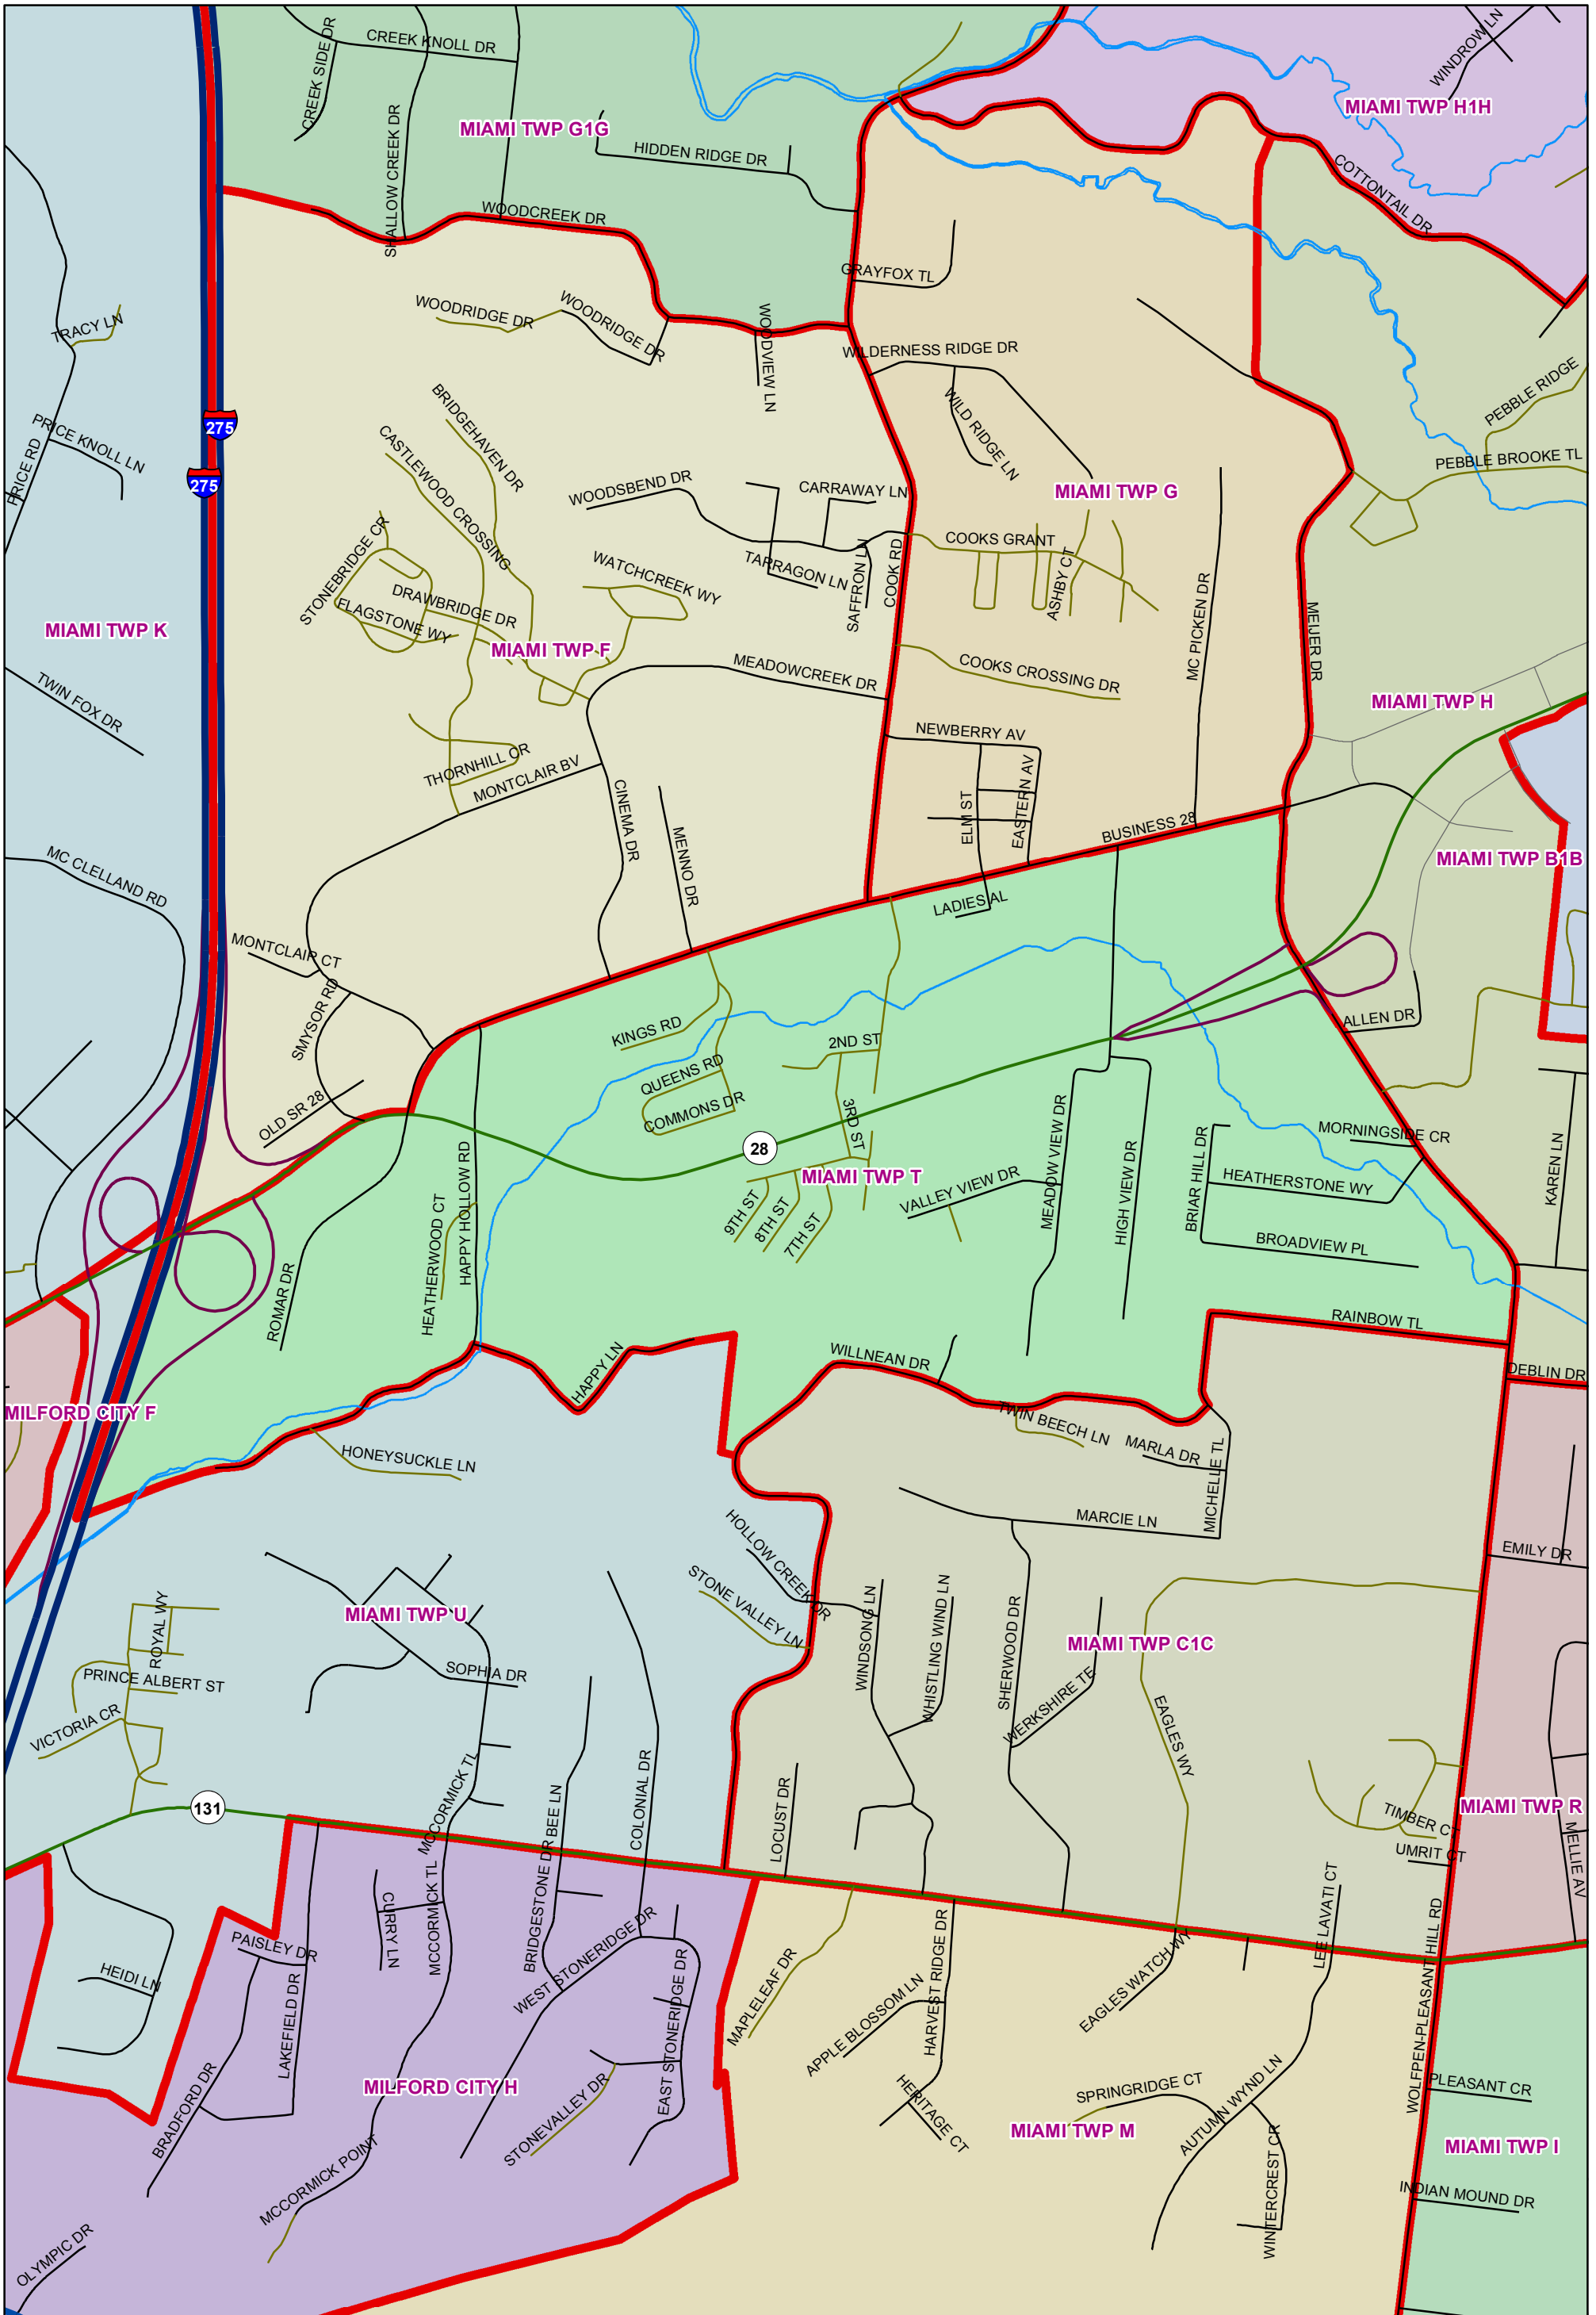 CREEK SIDE DR
CREEK KNOLL DR
WINDROW LN
MIAMI TWP H1H
MIAMI TWP G1G
SHALLOW CREEK DR
HIDDEN RIDGE DR
COTTONTAIL DR
WOODCREEK DR
GRAYFOX TL
TRACY LN
WOODRIDGE DR
WOODRIDGE DR
WOODVIEW LN
WILDERNESS RIDGE DR
WILD RIDGE LN
PEBBLE RIDGE
PEBBLE BROOKE TL
275
275
PRICE KNOLL LN
PRICE RD
BRIDGEHAVEN DR
CASTLEWOOD CROSSING
WOODSBEND DR
CARRAWAY LN
MIAMI TWP G
STONEBRIDGE CR
DRAWBRIDGE DR
FLAGSTONE WY
WATCHCREEK WY
TARRAGON LN
SAFFRON LN
COOK RD
COOKS GRANT
ASHBY CT
MC PICKEN DR
MEIJER DR
MIAMI TWP K
MIAMI TWP F
MEADOWCREEK DR
COOKS CROSSING DR
TWIN FOX DR
MIAMI TWP H
NEWBERRY AV
THORNHILL CR
MONTCLAIR BV
CINEMA DR
MENNO DR
ELM ST
EASTERN AV
BUSINESS 28
MIAMI TWP B1B
MC CLELLAND RD
LADIES AL
MONTCLAIR CT
SMYSOR RD
OLD SR 28
KINGS RD
QUEENS RD
COMMONS DR
2ND ST
3RD ST
ALLEN DR
28
MIAMI TWP T
9TH ST
8TH ST
7TH ST
VALLEY VIEW DR
MEADOW VIEW DR
HIGH VIEW DR
BRIAR HILL DR
MORNINGSIDE CR
HEATHERSTONE WY
BROADVIEW PL
KAREN LN
HAPPY HOLLOW RD
HEATHERWOOD CT
ROMAR DR
RAINBOW TL
HAPPY LN
WILLNEAN DR
DEBLIN DR
MILFORD CITY F
TWIN BEECH LN
MARLA DR
MICHELLE TL
HONEYSUCKLE LN
MARCIE LN
HOLLOW CREEK DR
STONE VALLEY LN
EMILY DR
ROYAL WY
MIAMI TWP U
WINDSONG LN
WHISTLING WIND LN
SHERWOOD DR
WERKSHIRE TE
MIAMI TWP C1C
PRINCE ALBERT ST
SOPHIA DR
VICTORIA CR
EAGLES WY
131
MCCORMICK TL
BEE LN
COLONIAL DR
LOCUST DR
TIMBER CT
UMRIT CT
MIAMI TWP R
MELLIE AV
CURRY LN
MCCORMICK TL
BRIDGESTONE DR
WEST STONERIDGE DR
PAISLEY DR
HEIDI LN
LAKEFIELD DR
EAST STONERIDGE DR
MAPLELEAF DR
APPLE BLOSSOM LN
HARVEST RIDGE DR
EAGLES WATCH WY
LEE LAVATI CT
WOLFPEN-PLEASANT HILL RD
MILFORD CITY H
BRADFORD DR
STONEVALLEY DR
HERITAGE CT
SPRINGRIDGE CT
AUTUMN WYND LN
PLEASANT CR
MIAMI TWP M
MIAMI TWP I
MCCORMICK POINT
WINTERCREST CR
INDIAN MOUND DR
OLYMPIC DR